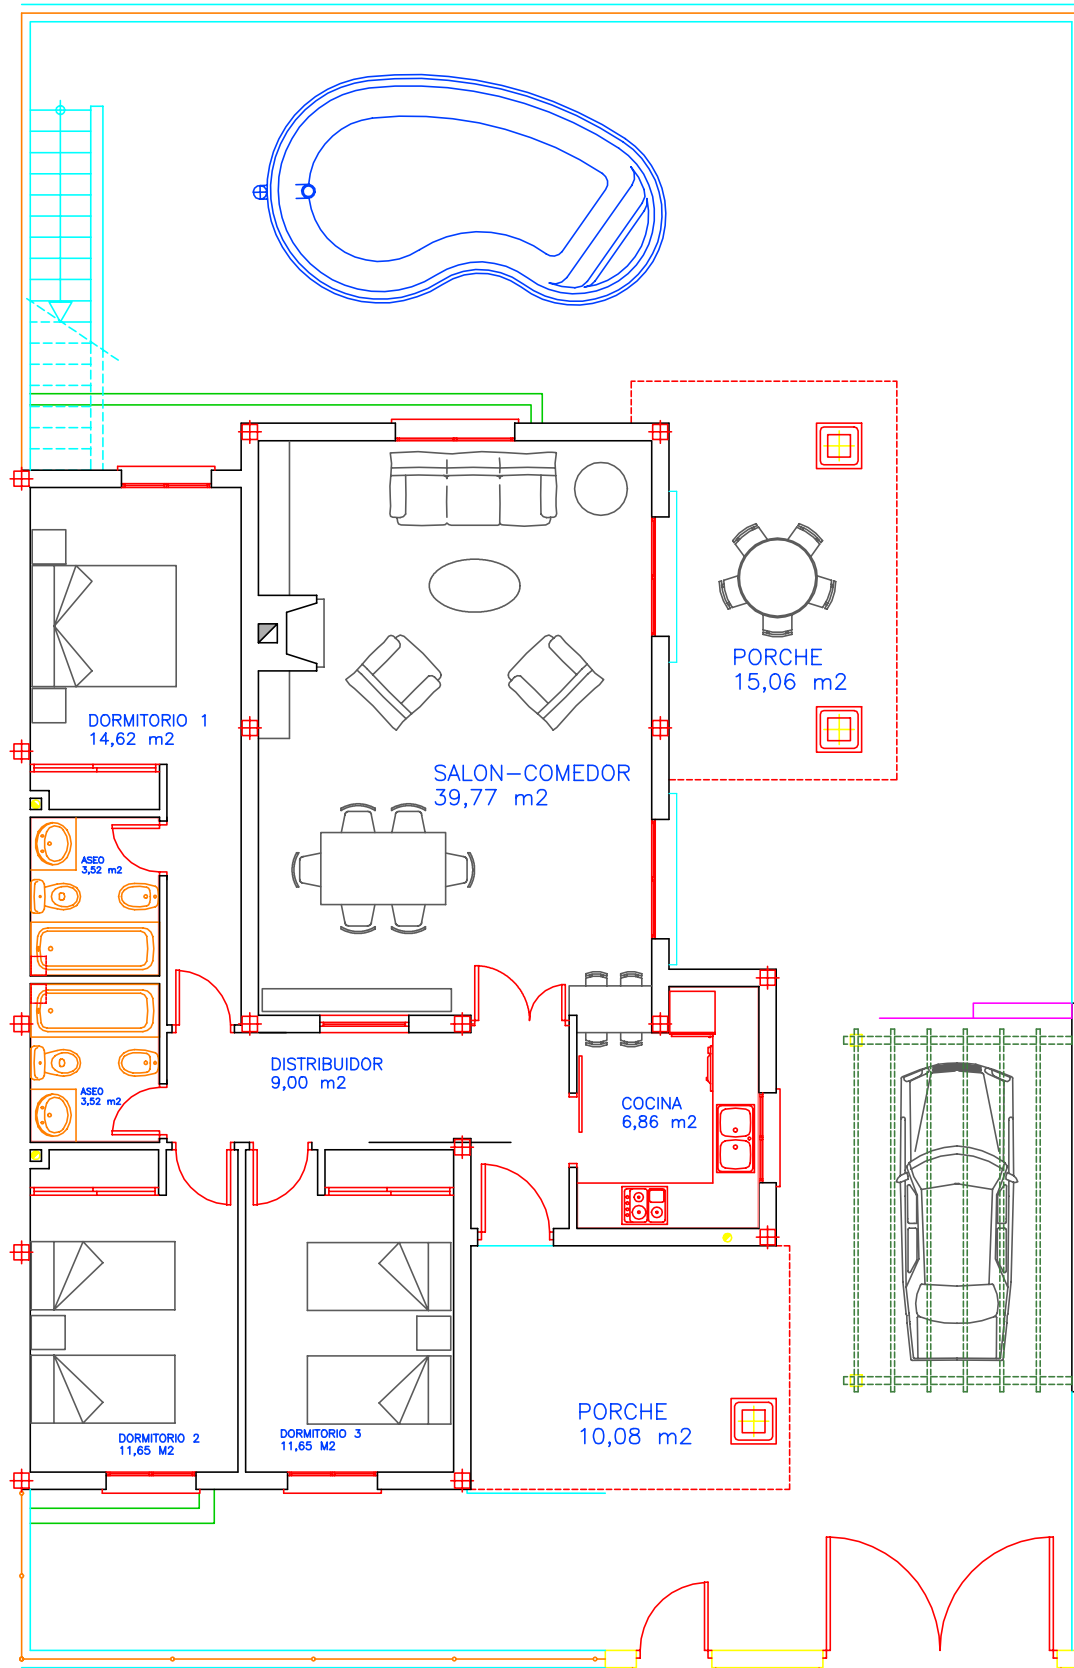 PORCHE
15,06 m2
DORMITORIO 1
14,62 m2
SALON-COMEDOR
39,77 m2
ASEO
3,52 m2
DISTRIBUIDOR
9,00 m2
ASEO
3,52 m2
COCINA
6,86 m2
PORCHE
10,08 m2
DORMITORIO 2
11,65 M2
DORMITORIO 3
11,65 M2